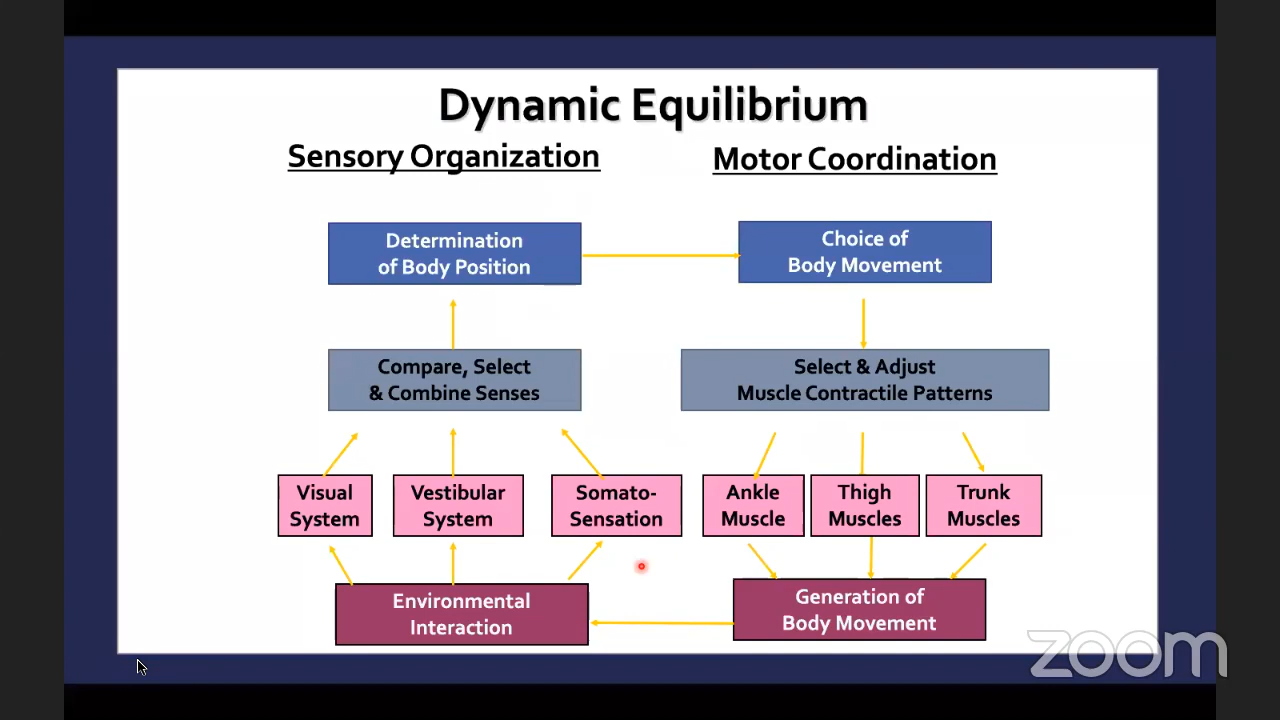 Dynamic Equilibrium
Sensory Organization
Motor Coordination
Determination
of Body Position
Choice of
Body Movement
Compare, Select
& Combine Senses
Select & Adjust
Muscle Contractile Patterns
Visual
System
Vestibular
System
Somato-
Sensation
Ankle
Muscle
Thigh
Muscles
Trunk
Muscles
Environmental
Interaction
Generation of
Body Movement
zoom